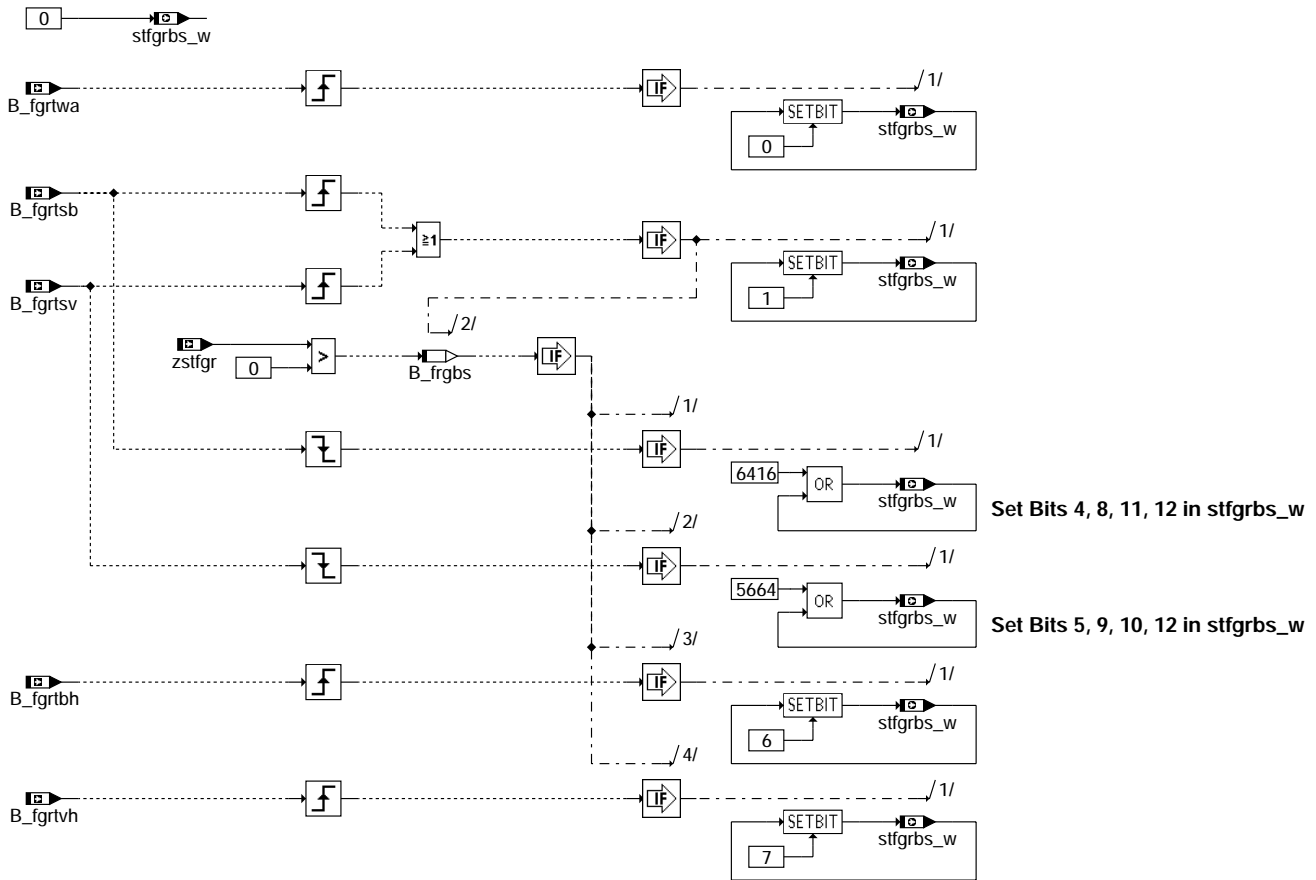 0
stfgrbs_w
B_fgrtwa
IF
/1/
SETBIT
stfgrbs_w
0
B_fgrtsb
≧1
IF
/1/
SETBIT
stfgrbs_w
1
B_fgrtsv
/2/
zstfgr
0
>
B_frgbs
IF
/1/
IF
/1/
6416
OR
stfgrbs_w
Set Bits 4, 8, 11, 12 in stfgrbs_w
/2/
IF
/1/
5664
OR
stfgrbs_w
Set Bits 5, 9, 10, 12 in stfgrbs_w
/3/
B_fgrtbh
IF
/1/
SETBIT
stfgrbs_w
6
/4/
B_fgrtvh
IF
/1/
SETBIT
stfgrbs_w
7